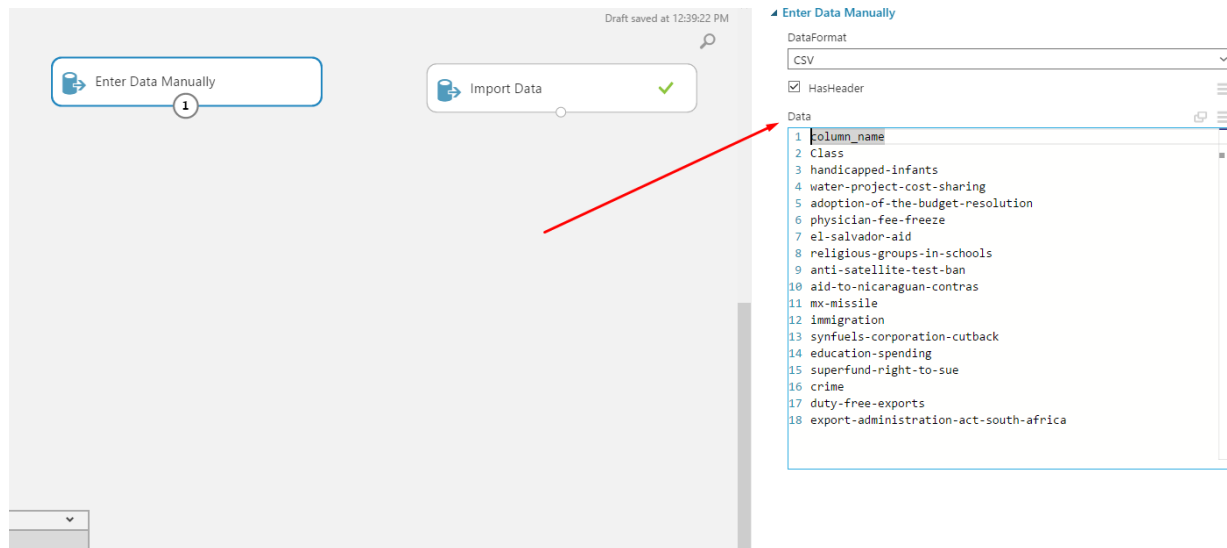 Draft saved at 12:39:22 PM
Enter Data Manually
1
Import Data
Enter Data Manually
DataFormat
CSV
HasHeader
Data
1 column_name
2 Class
3 handicapped-infants
4 water-project-cost-sharing
5 adoption-of-the-budget-resolution
6 physician-fee-freeze
7 el-salvador-aid
8 religious-groups-in-schools
9 anti-satellite-test-ban
10 aid-to-nicaraguan-contras
11 mx-missile
12 immigration
13 synfuels-corporation-cutback
14 education-spending
15 superfund-right-to-sue
16 crime
17 duty-free-exports
18 export-administration-act-south-africa